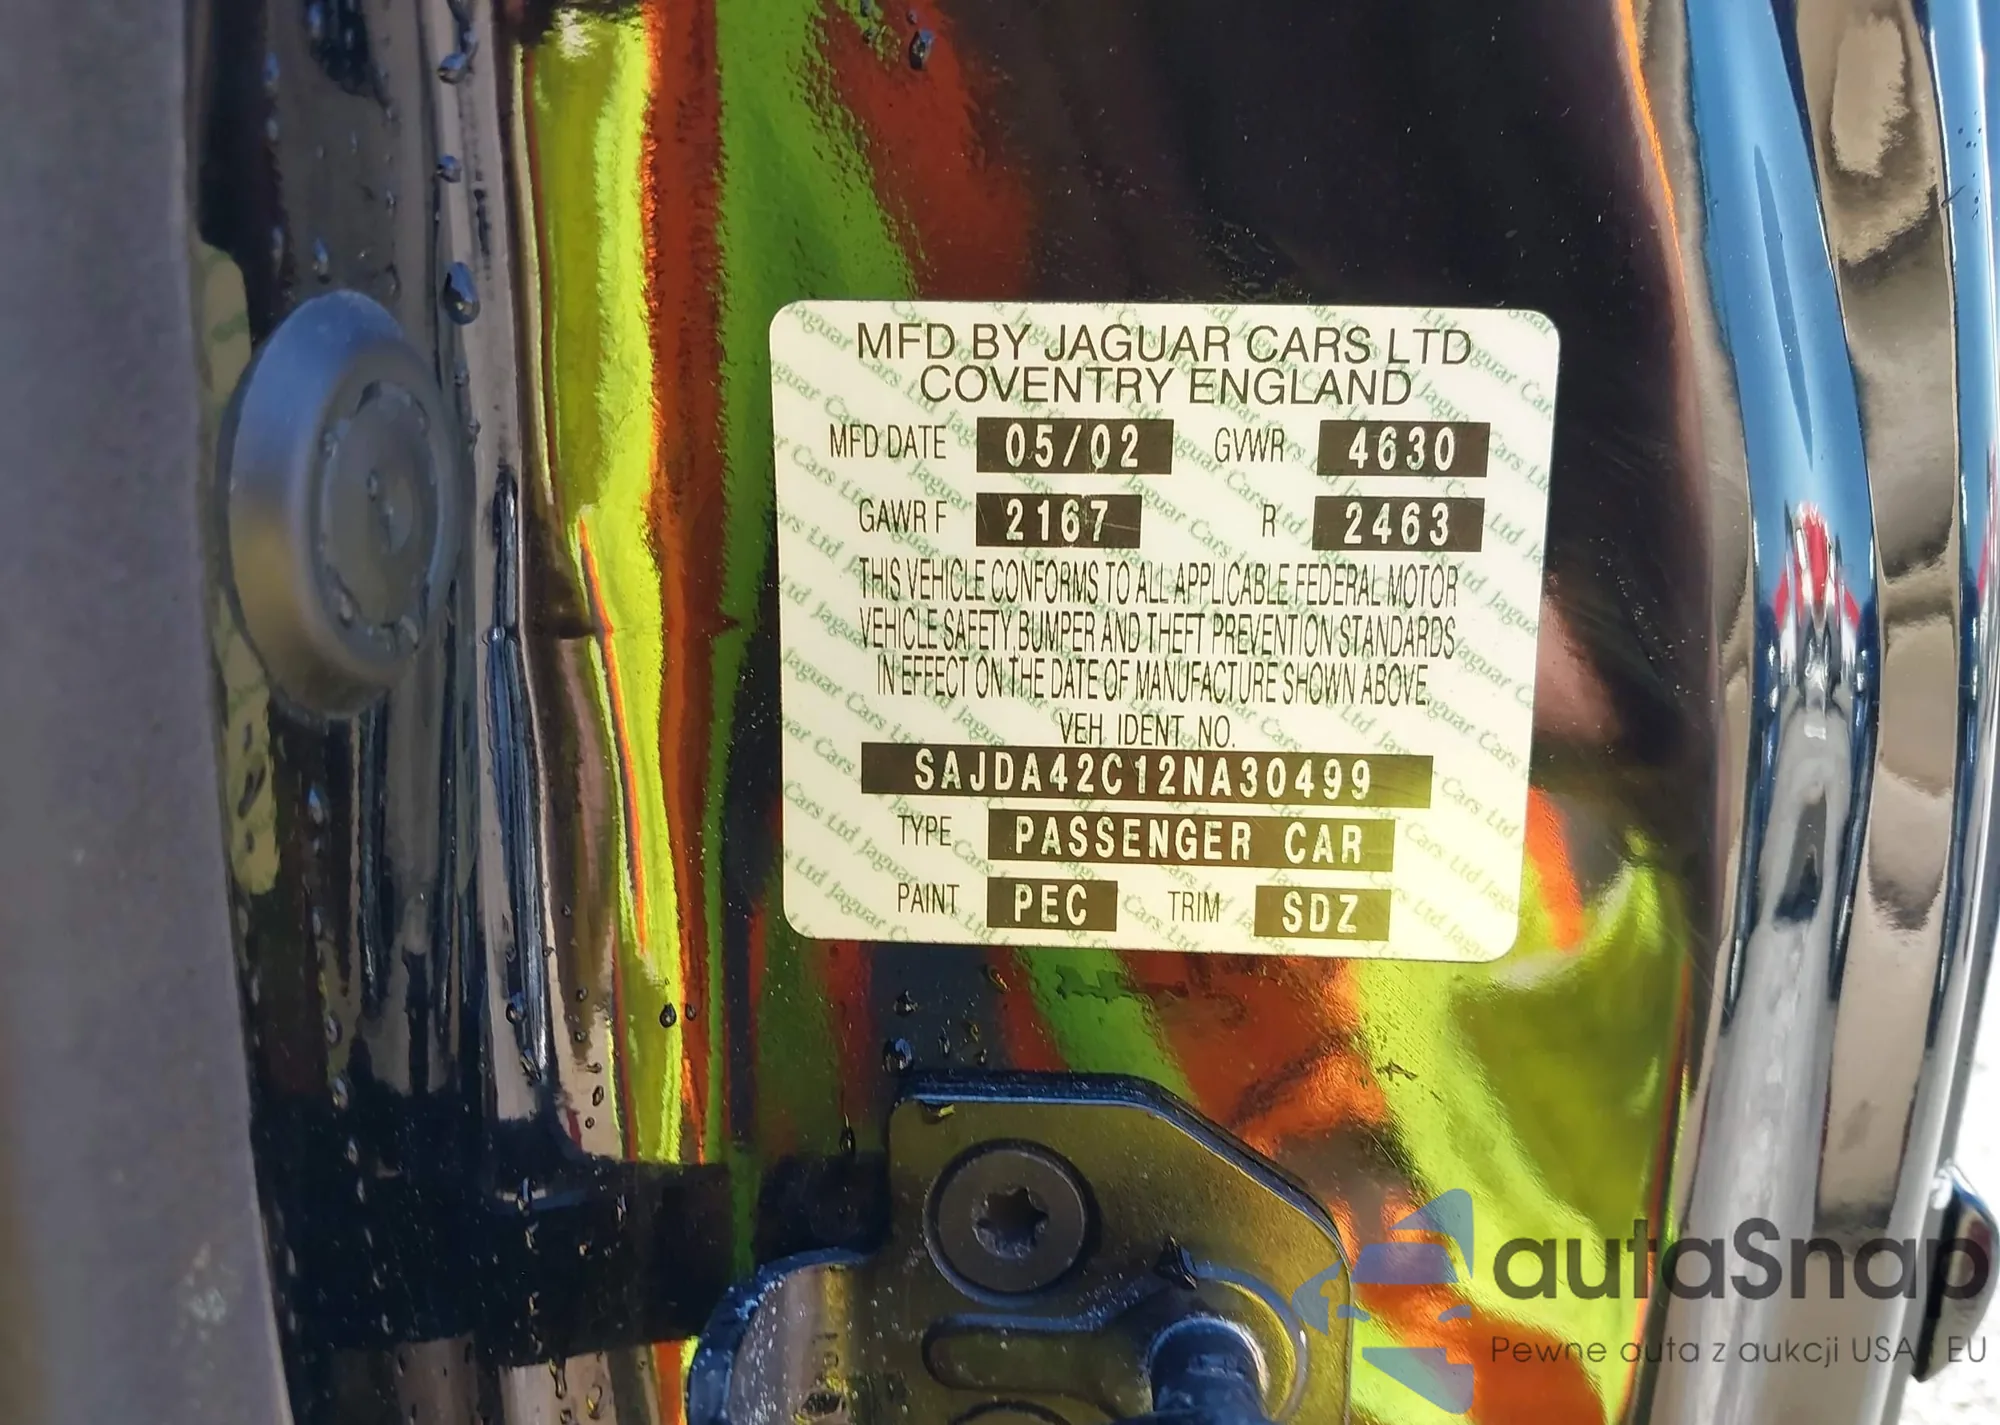 MFD BY JAGUAR CARS LTD
COVENTRY ENGLAND
MFD DATE 05/02 GVWR 4630
GAWR F 2167 R 2463
THIS VEHICLE CONFORMS TO ALL APPLICABLE FEDERAL MOTOR
VEHICLE SAFETY, BUMPER AND THEFT PREVENTION STANDARDS
IN EFFECT ON THE DATE OF MANUFACTURE SHOWN ABOVE.
VEH. IDENT. NO.
SAJDA42C12NA30499
TYPE PASSENGER CAR
PAINT PEC TRIM SDZ
autaSnap
Pewne auta z aukcji USA EU